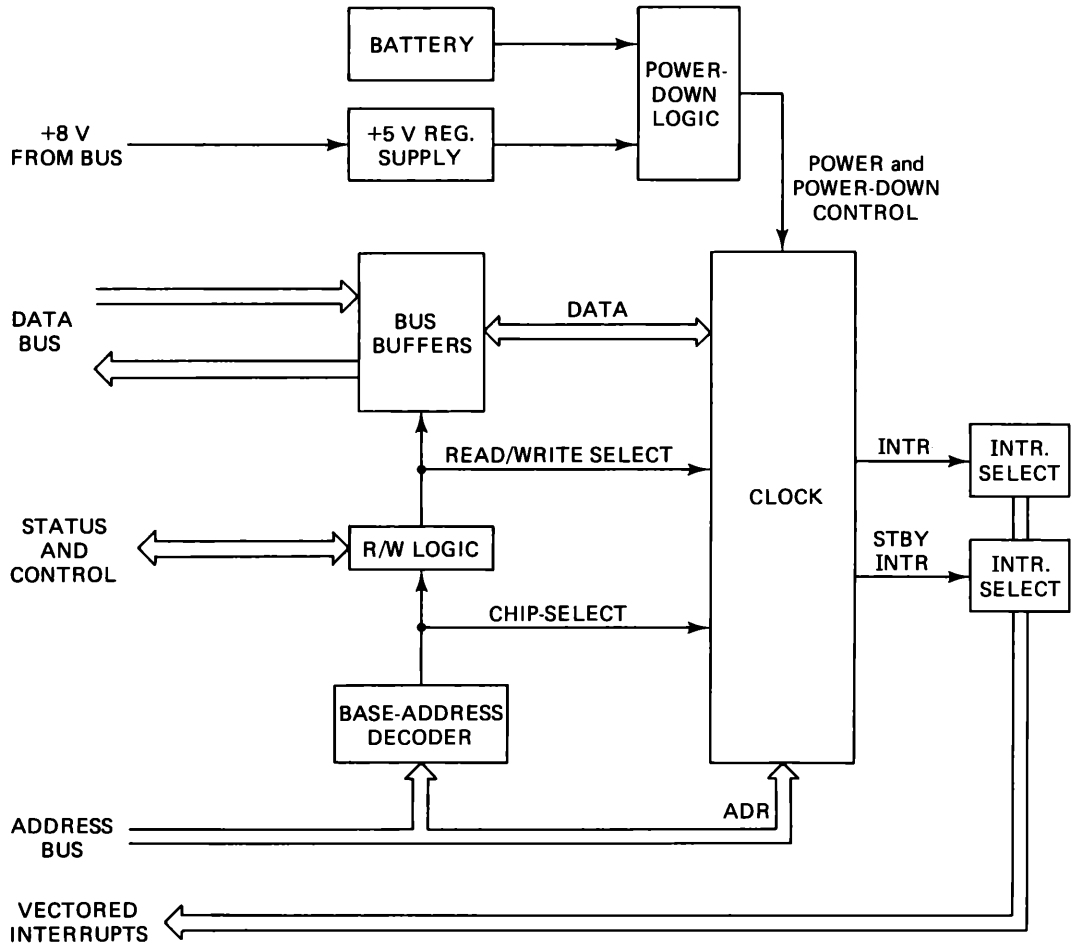 BATTERY
POWER-
DOWN
LOGIC
+8 V
FROM BUS
+5 V REG.
SUPPLY
POWER and
POWER-DOWN
CONTROL
DATA
BUS
BUS
BUFFERS
DATA
READ/WRITE SELECT
CLOCK
INTR
INTR.
SELECT
STATUS
AND
CONTROL
R/W LOGIC
STBY
INTR
INTR.
SELECT
CHIP-SELECT
BASE-ADDRESS
DECODER
ADR
ADDRESS
BUS
VECTORED
INTERRUPTS